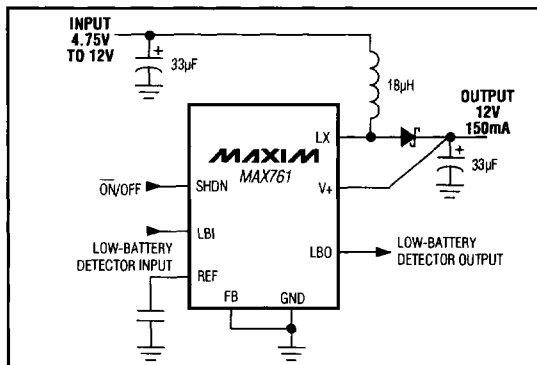 INPUT
4.75V
TO 12V
+
33µF
18µH
OUTPUT
12V
150mA
+
33µF
LX
MAXIM
MAX761
V+
ON/OFF
SHDN
LBI
LOW-BATTERY
DETECTOR INPUT
REF
LBO
LOW-BATTERY
DETECTOR OUTPUT
FB
GND